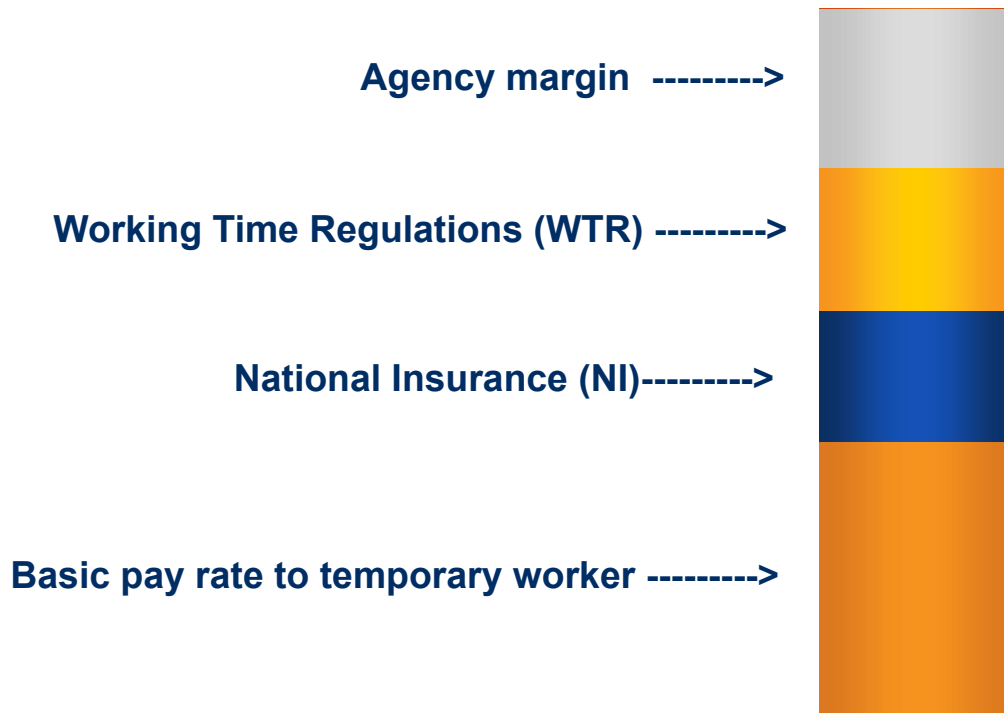 Agency margin --------->
Working Time Regulations (WTR) --------->
National Insurance (NI)--------->
Basic pay rate to temporary worker --------->